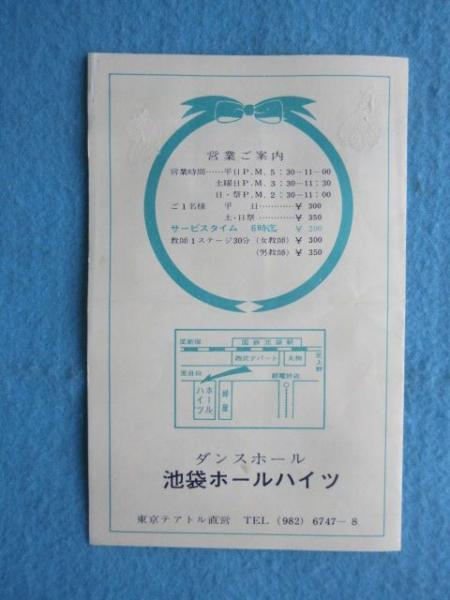 営業ご案内
営業時間……平日P.M. 5：30―11―00
土曜日P.M. 3：30―11：30
日・祭P.M. 2：30―11：00
ご1名様　平　日…………¥ 300
土・日祭…………¥ 350
サービスタイム　6時迄　¥ 200
教師1ステージ30分（女教師）¥ 300
（男教師）¥ 350
国鉄池袋駅
西武デパート
丸物
至上野
至目白
都電終点
ホールハイツ
ダンスホール
池袋ホールハイツ
東京テアトル直営　TEL（982）6747―8